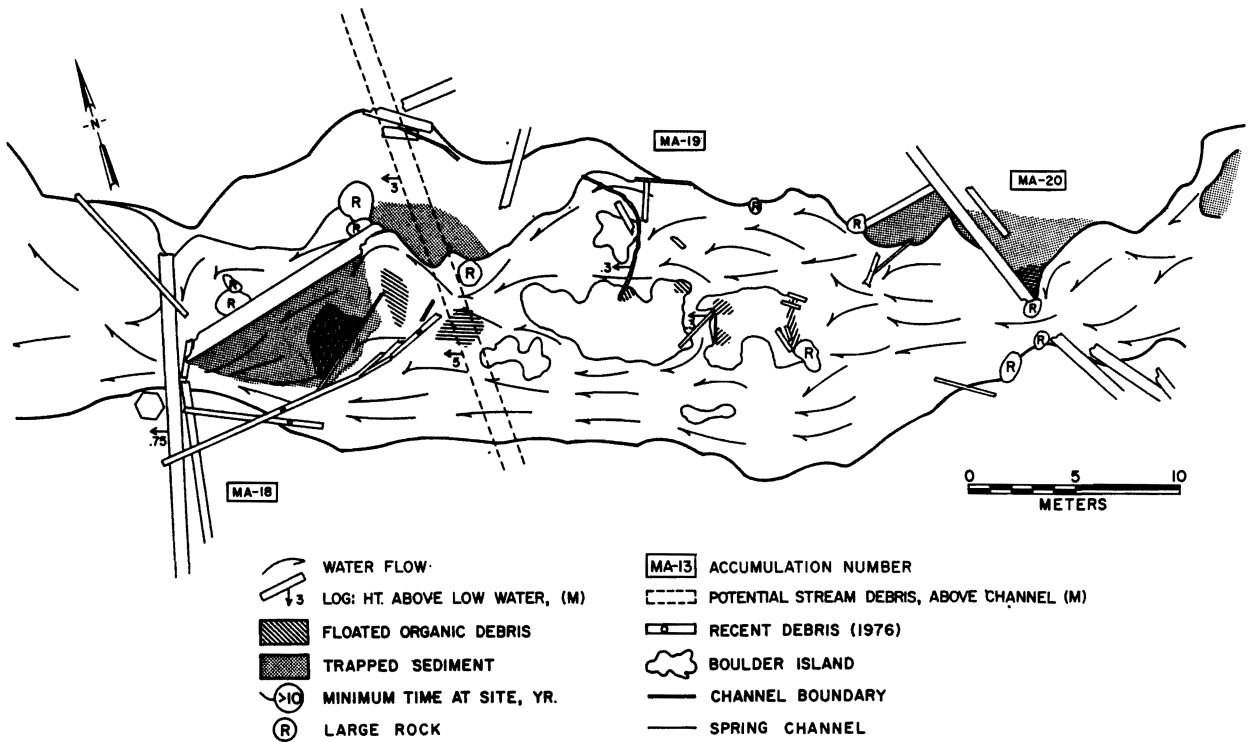 -N-
MA-19
MA-20
3
R
R
R
R
R
R
R
R
R
R
R
.3
5
.75
MA-18
0 5 10
METERS
WATER FLOW
3 LOG: HT. ABOVE LOW WATER, (M)
FLOATED ORGANIC DEBRIS
TRAPPED SEDIMENT
>10 MINIMUM TIME AT SITE, YR.
R LARGE ROCK
MA-13 ACCUMULATION NUMBER
POTENTIAL STREAM DEBRIS, ABOVE CHANNEL (M)
RECENT DEBRIS (1976)
BOULDER ISLAND
CHANNEL BOUNDARY
SPRING CHANNEL